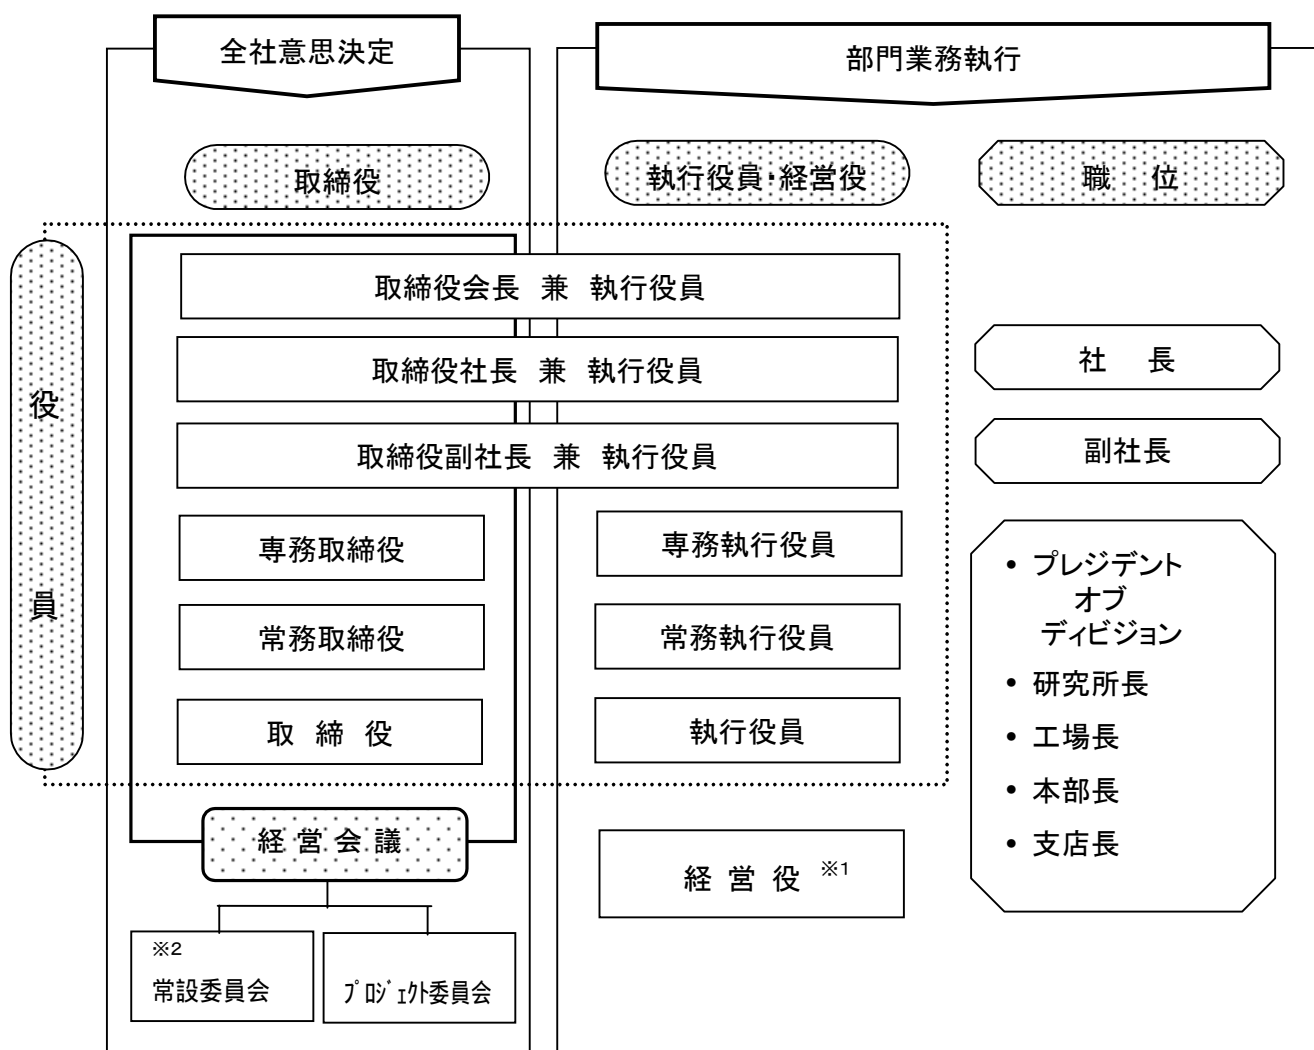 全社意思決定
部門業務執行
取締役
執行役員・経営役
職 位
役
員
取締役会長 兼 執行役員
取締役社長 兼 執行役員
取締役副社長 兼 執行役員
専務取締役
専務執行役員
常務取締役
常務執行役員
取 締 役
執行役員
経 営 会 議
経 営 役 ※1
※2
常設委員会
ﾌﾟﾛｼﾞｪｸﾄ委員会
社 長
副社長
• プレジデント
オブ
ディビジョン
• 研究所長
• 工場長
• 本部長
• 支店長